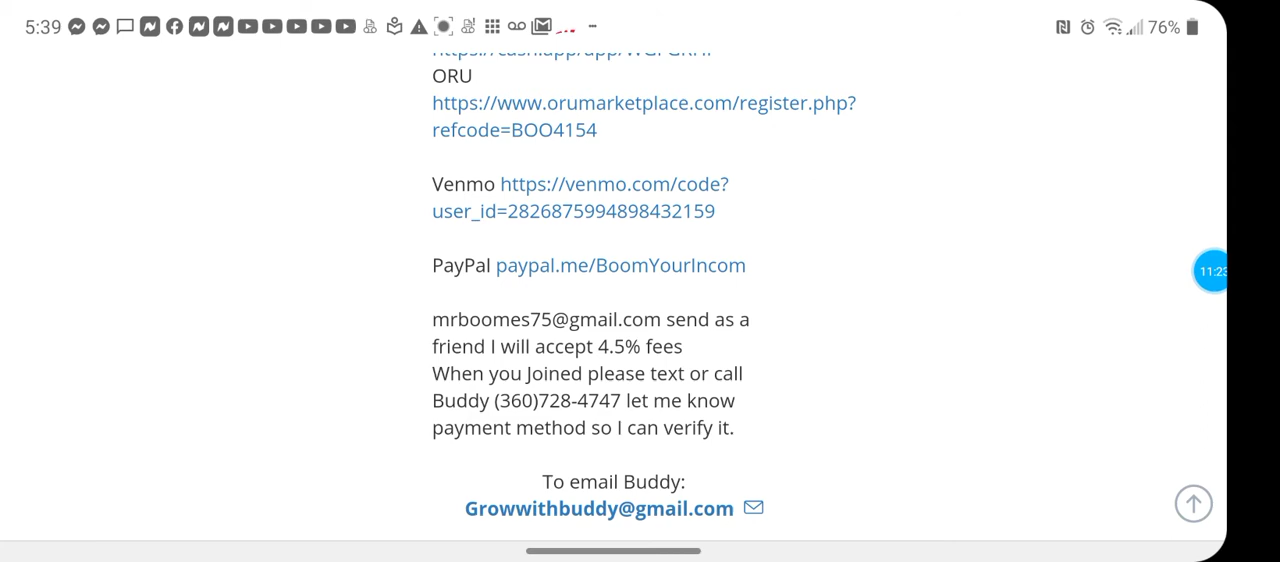 5:39
76%
ORU
https://www.orumarketplace.com/register.php?
refcode=BOO4154
Venmo https://venmo.com/code?
user_id=2826875994898432159
PayPal paypal.me/BoomYourIncom
mrboomes75@gmail.com send as a
friend I will accept 4.5% fees
When you Joined please text or call
Buddy (360)728-4747 let me know
payment method so I can verify it.
To email Buddy:
Growwithbuddy@gmail.com
11:23